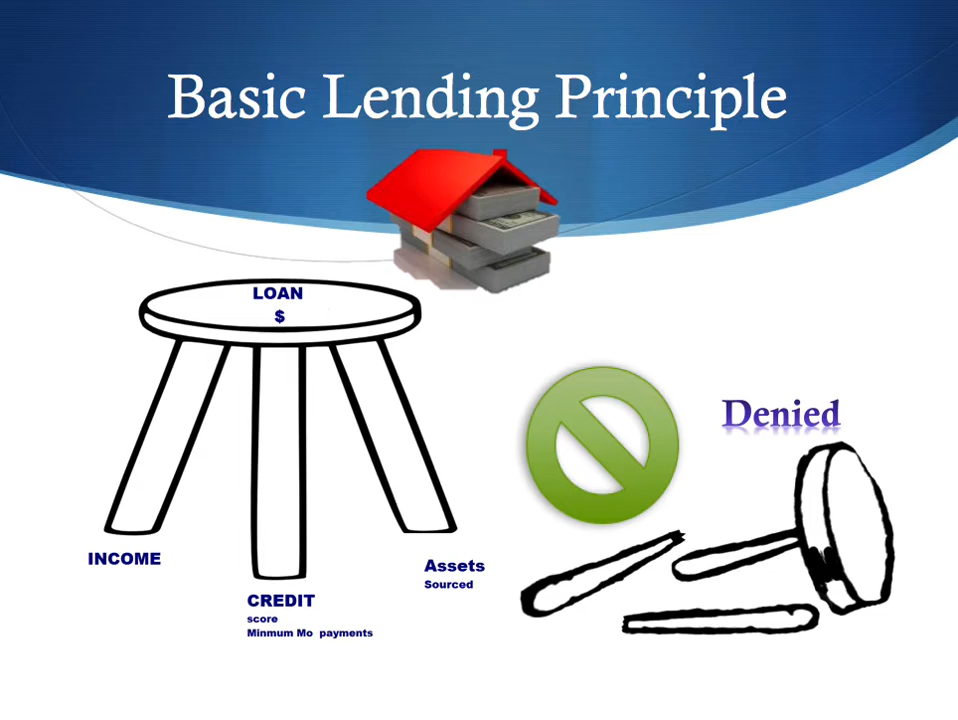 Basic Lending Principle
LOAN
$
INCOME
CREDIT
score
Minmum Mo payments
Assets
Sourced
Denied